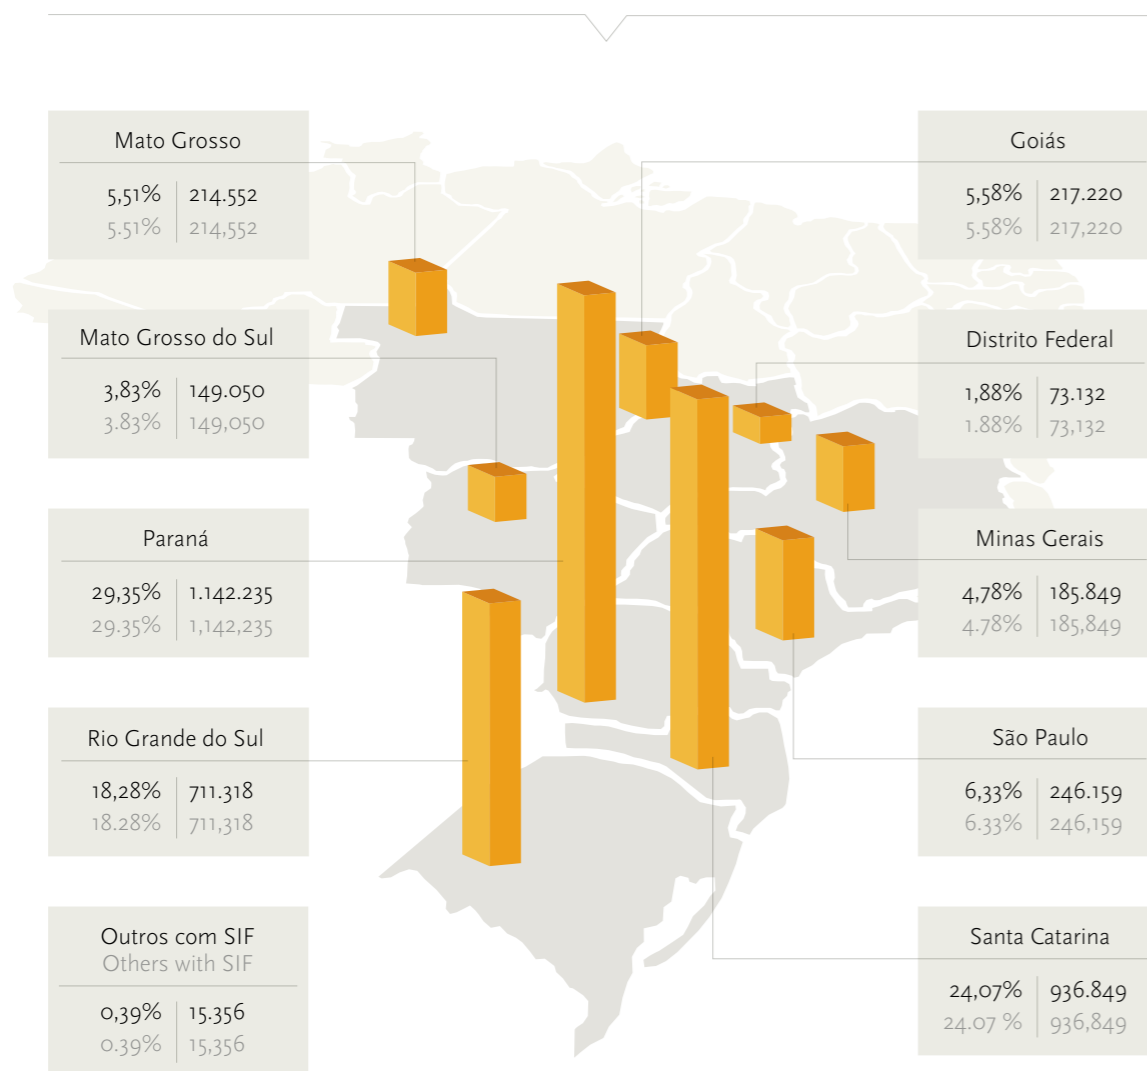 Mato Grosso
5,51% 214.552
5.51% 214,552
Mato Grosso do Sul
3,83% 149.050
3.83% 149,050
Paraná
29,35% 1.142.235
29.35% 1,142,235
Rio Grande do Sul
18,28% 711.318
18.28% 711,318
Outros com SIF
Others with SIF
0,39% 15.356
0.39% 15,356
Goiás
5,58% 217.220
5.58% 217,220
Distrito Federal
1,88% 73.132
1.88% 73,132
Minas Gerais
4,78% 185.849
4.78% 185,849
São Paulo
6,33% 246.159
6.33% 246,159
Santa Catarina
24,07% 936.849
24.07 % 936,849